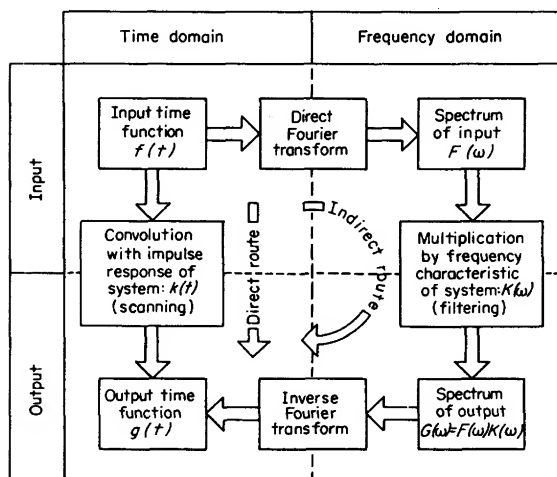 Time domain
Frequency domain
Input
Output
Input time
function
f(t)
Direct
Fourier
transform
Spectrum
of input
F(ω)
Convolution
with impulse
response of
system: k(t)
(scanning)
Direct route
Indirect route
Multiplication
by frequency
characteristic
of system:K(ω)
(filtering)
Output time
function
g(t)
Inverse
Fourier
transform
Spectrum
of output
G(ω)=F(ω)K(ω)